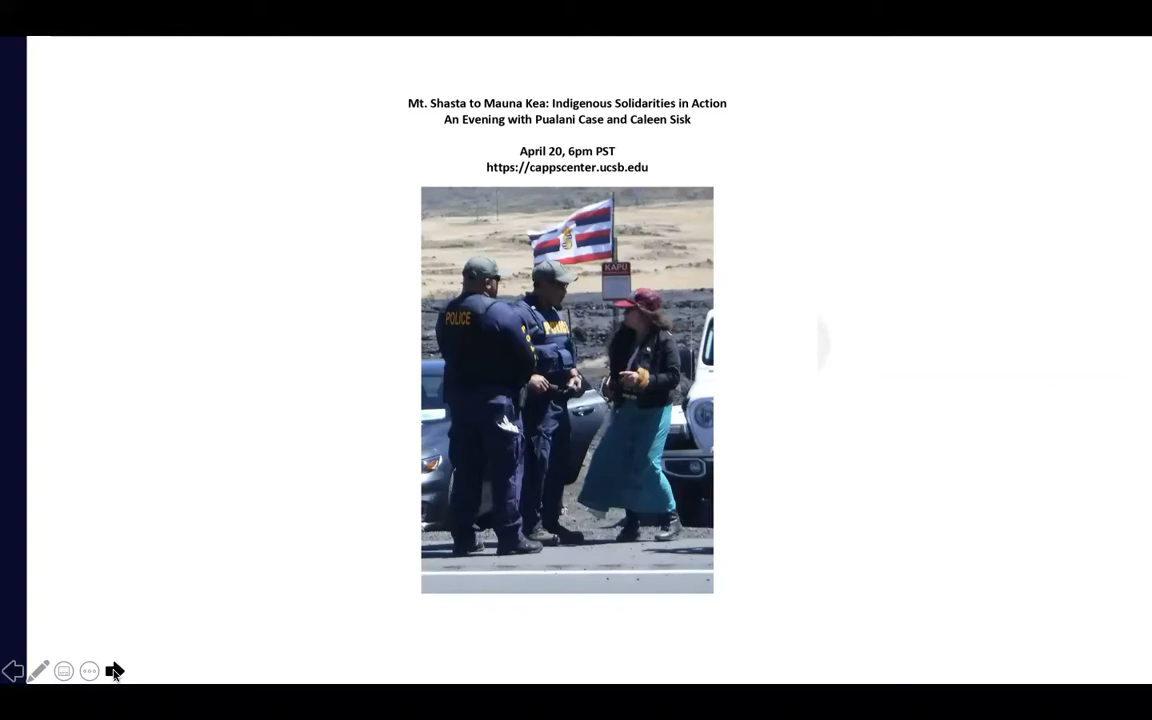 Mt. Shasta to Mauna Kea: Indigenous Solidarities in Action
An Evening with Pualani Case and Caleen Sisk
April 20, 6pm PST
https://cappscenter.ucsb.edu
KAPU
POLICE
POLICE